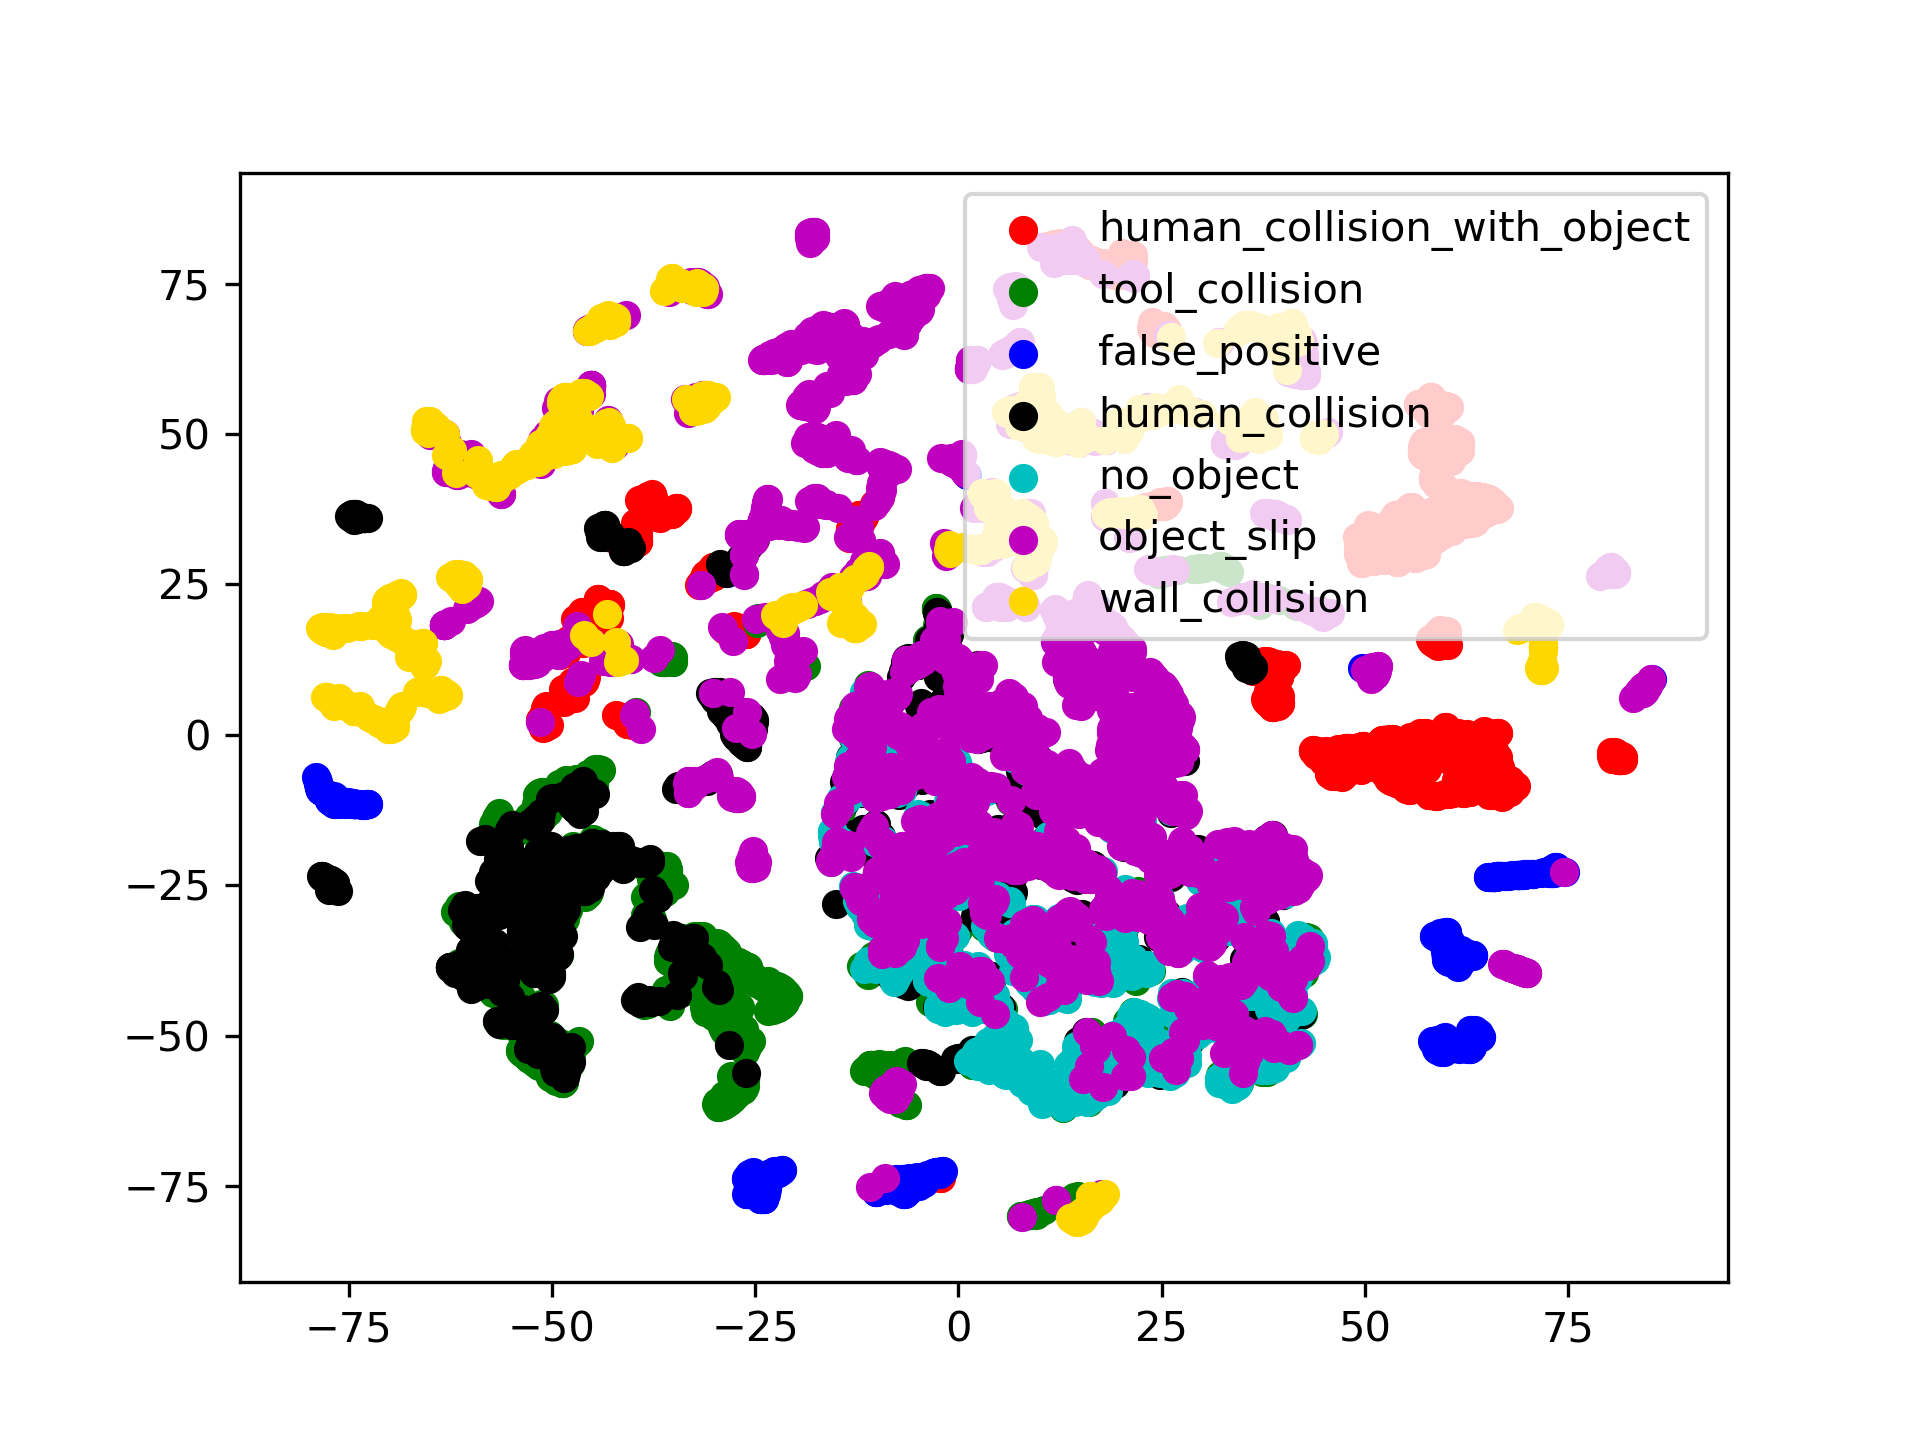 human_collision_with_object
tool_collision
false_positive
human_collision
no_object
object_slip
wall_collision
75
50
25
0
−25
−50
−75
−75 −50 −25 0 25 50 75